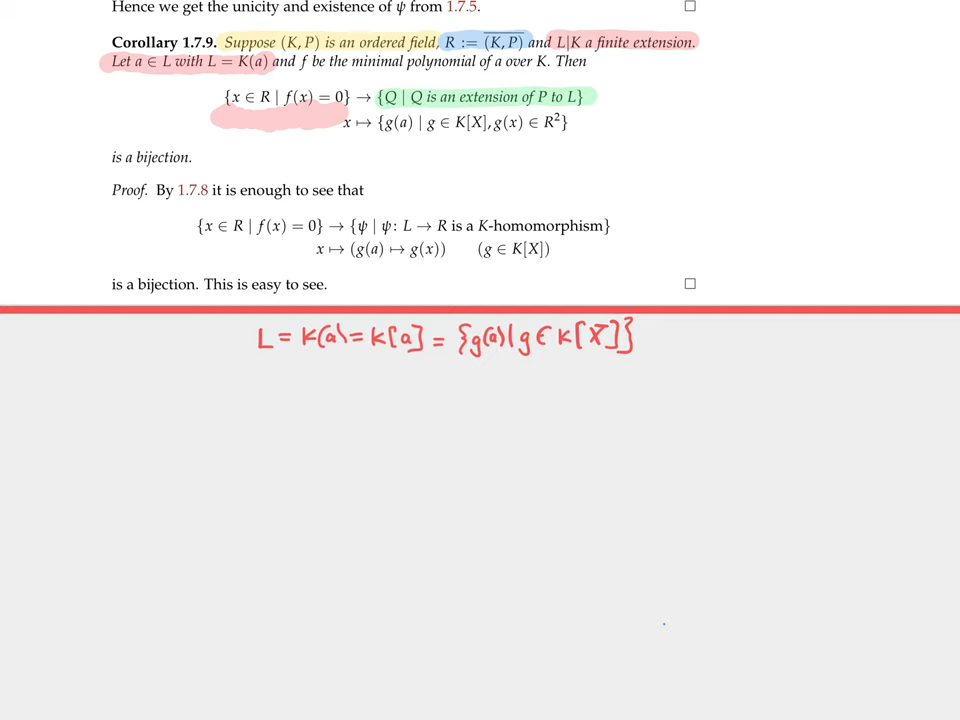 Hence we get the unicity and existence of ψ from 1.7.5. □
Corollary 1.7.9. Suppose (K, P) is an ordered field, R := \overline{(K, P)} and L|K a finite extension.
Let a ∈ L with L = K(a) and f be the minimal polynomial of a over K. Then
{x ∈ R | f(x) = 0} → {Q | Q is an extension of P to L}
x ↦ {g(a) | g ∈ K[X], g(x) ∈ R²}
is a bijection.
Proof. By 1.7.8 it is enough to see that
{x ∈ R | f(x) = 0} → {ψ | ψ: L → R is a K-homomorphism}
x ↦ (g(a) ↦ g(x)) (g ∈ K[X])
is a bijection. This is easy to see. □
L = K(a) = K[a] = {g(a) | g ∈ K[X]}